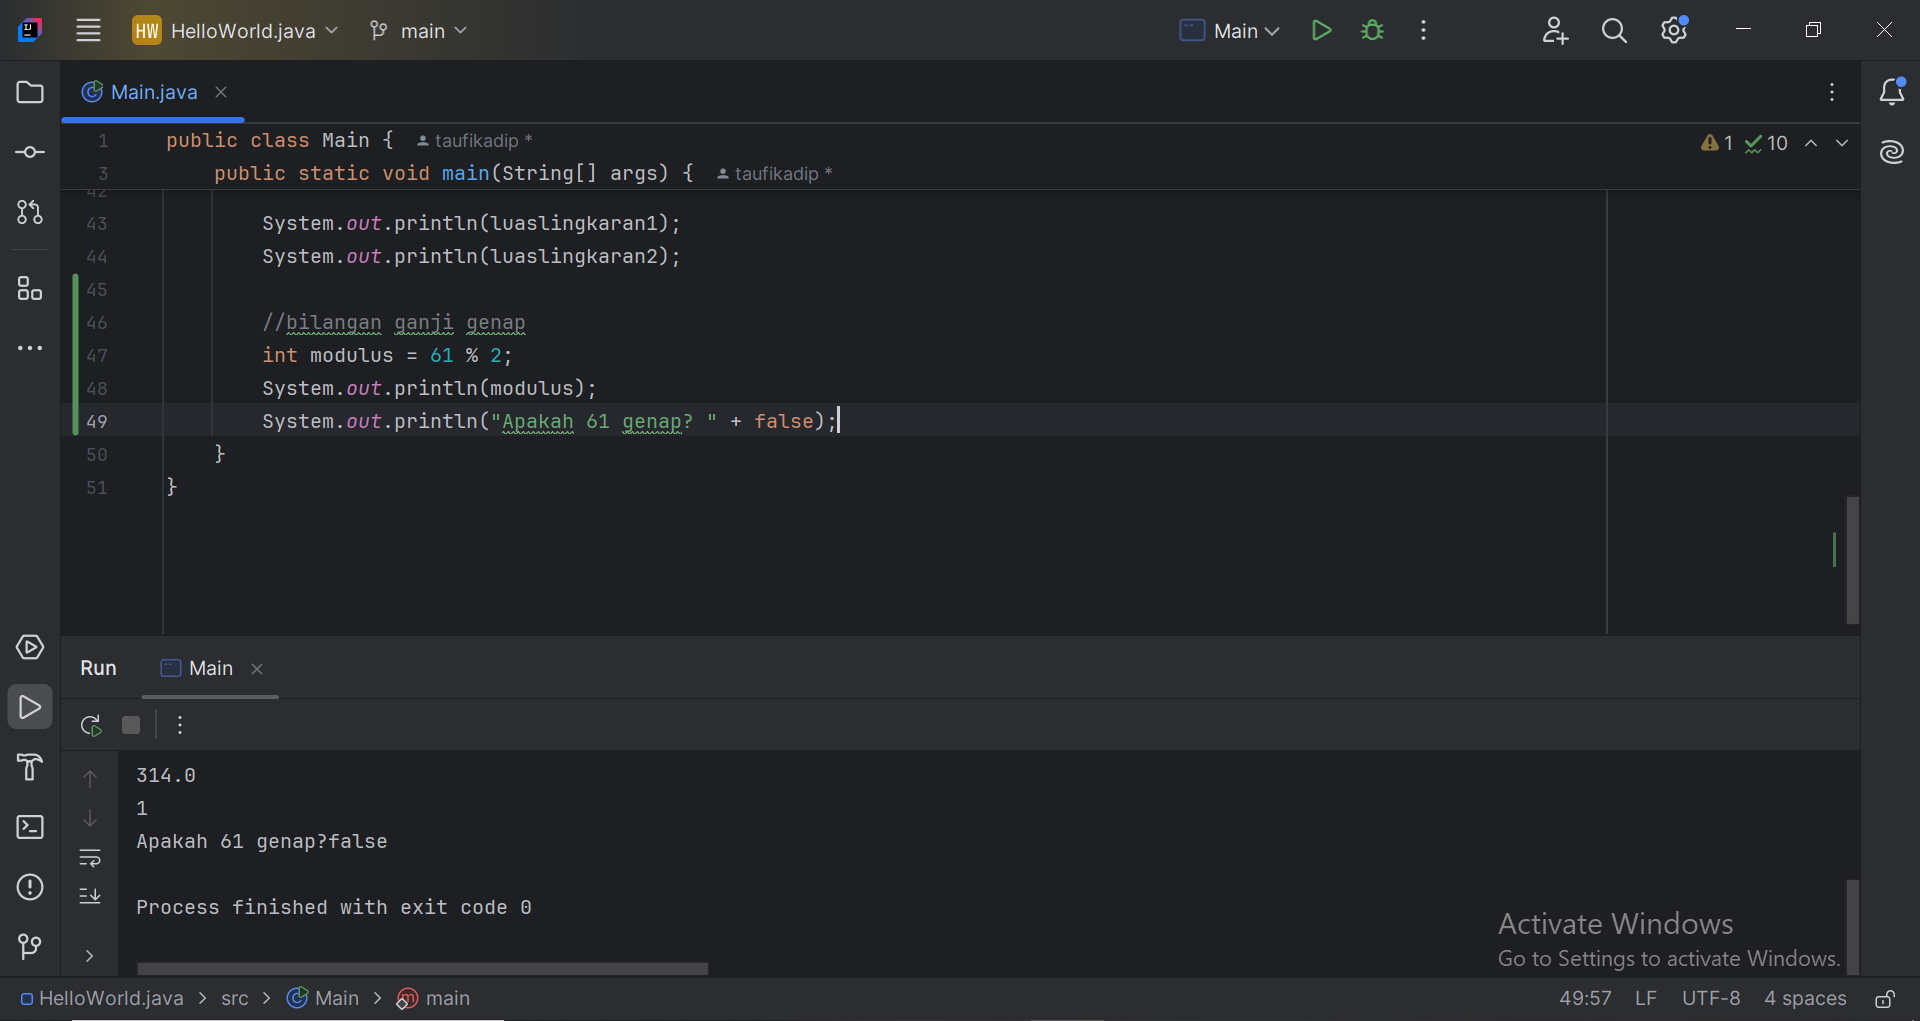 HW HelloWorld.java main Main
Main.java
1 public class Main { taufikadip *
3 public static void main(String[] args) { taufikadip *
1 10
42
43 System.out.println(luaslingkaran1);
44 System.out.println(luaslingkaran2);
45
46 //bilangan ganji genap
47 int modulus = 61 % 2;
48 System.out.println(modulus);
49 System.out.println("Apakah 61 genap? " + false);
50 }
51 }
Run Main
314.0
1
Apakah 61 genap?false
Process finished with exit code 0
Activate Windows
Go to Settings to activate Windows.
HelloWorld.java > src > Main > main 49:57 LF UTF-8 4 spaces